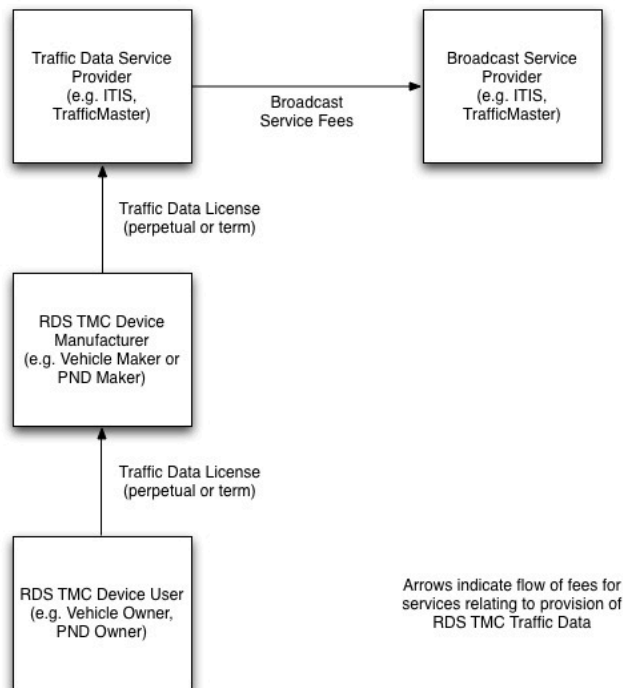 Traffic Data Service
Provider
(e.g. ITIS,
TrafficMaster)
Broadcast
Service Fees
Broadcast Service
Provider
(e.g. ITIS,
TrafficMaster)
Traffic Data License
(perpetual or term)
RDS TMC Device
Manufacturer
(e.g. Vehicle Maker or
PND Maker)
Traffic Data License
(perpetual or term)
RDS TMC Device User
(e.g. Vehicle Owner,
PND Owner)
Arrows indicate flow of fees for
services relating to provision of
RDS TMC Traffic Data